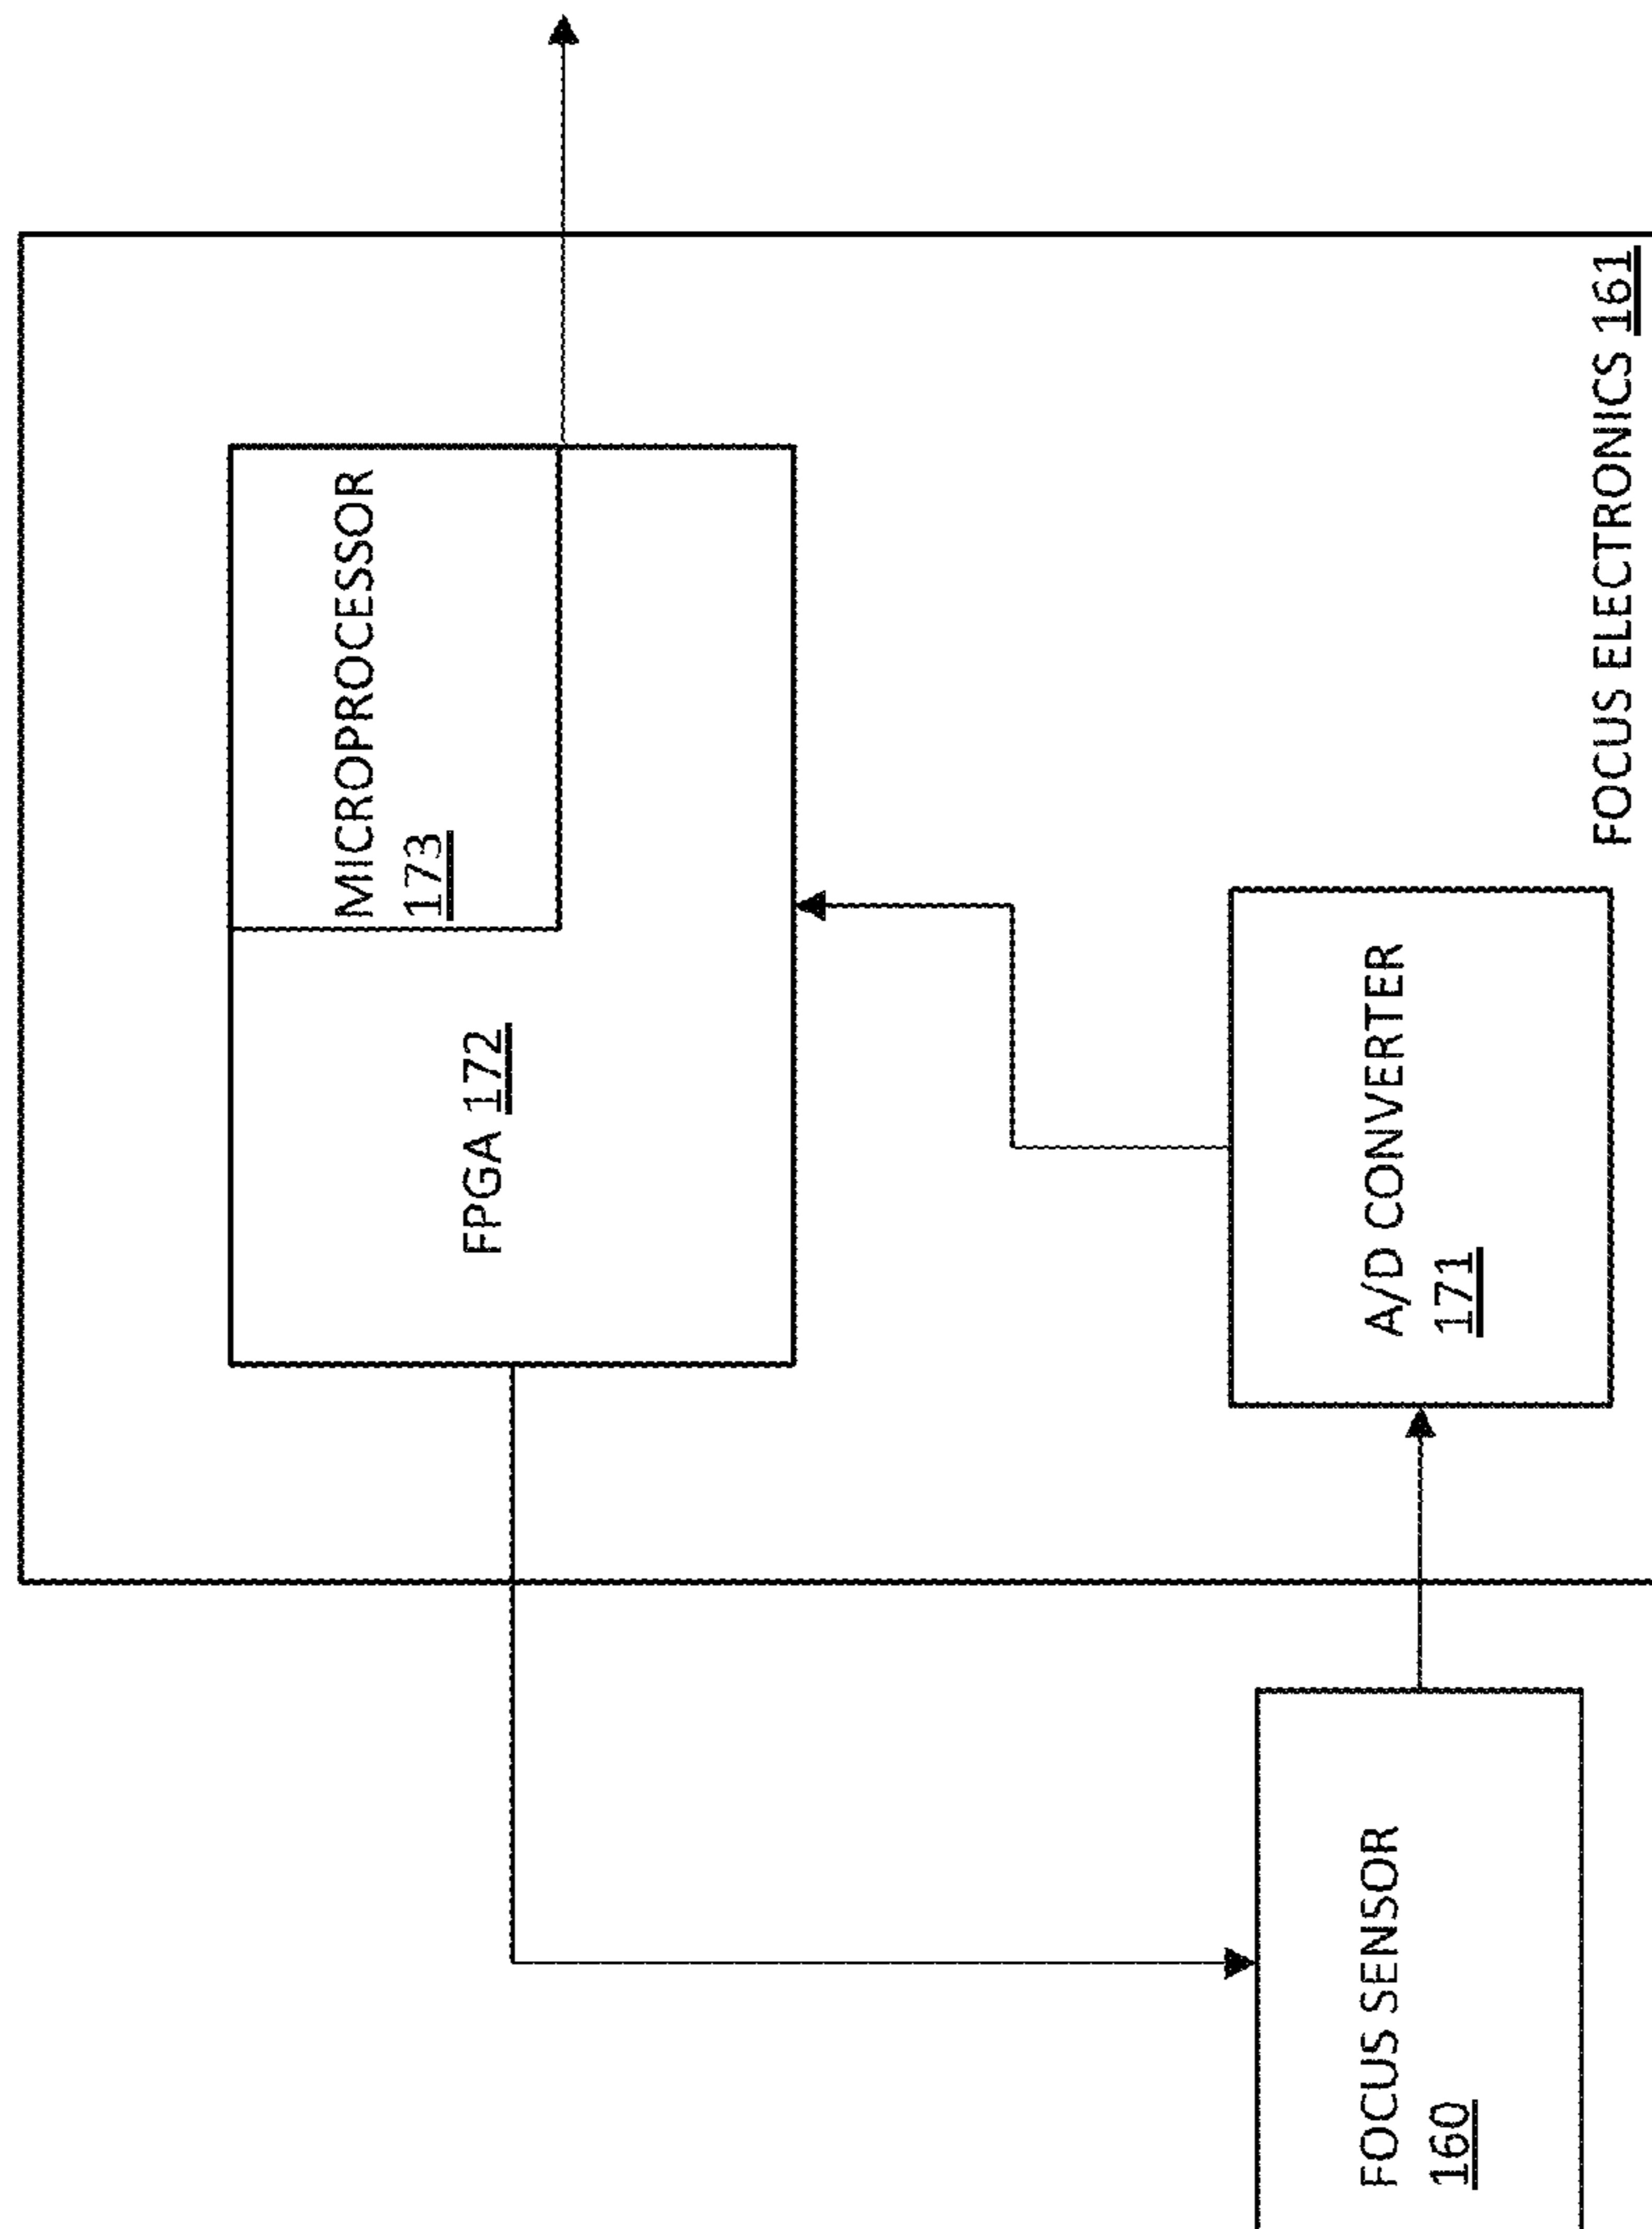 MICROPROCESSOR
173
FPGA 172
A/D CONVERTER
171
FOCUS ELECTRONICS 161
FOCUS SENSOR
160